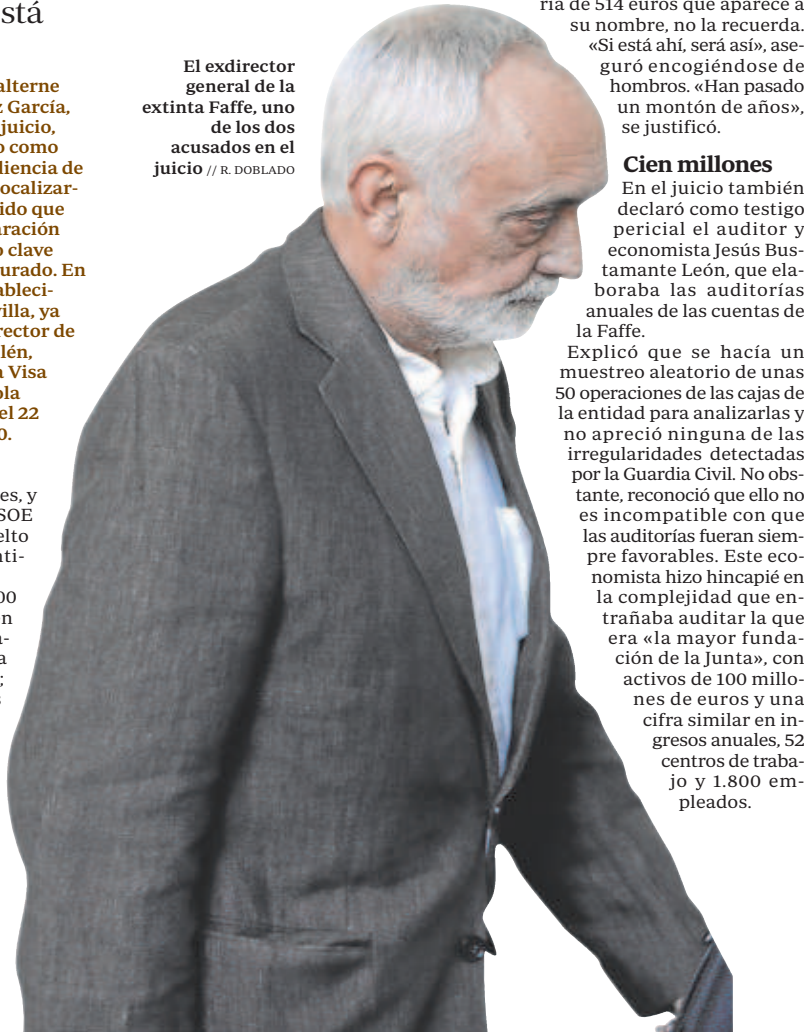 stá
alterne
z García,
juicio,
o como
diencia de
ocalizar-
ido que
aración
o clave
urado. En
ableci-
villa, ya
rector de
lén,
a Visa
ola
el 22
0.
es, y
SOE
elto
nti-
00
en
a-
a
;
s
El exdirector
general de la
extinta Faffe, uno
de los dos
acusados en el
juicio // R. DOBLADO
ria de 514 euros que aparece a
su nombre, no la recuerda.
«Si está ahí, será así», ase-
guró encogiéndose de
hombros. «Han pasado
un montón de años»,
se justificó.
Cien millones
En el juicio también
declaró como testigo
pericial el auditor y
economista Jesús Bus-
tamante León, que ela-
boraba las auditorías
anuales de las cuentas de
la Faffe.
Explicó que se hacía un
muestreo aleatorio de unas
50 operaciones de las cajas de
la entidad para analizarlas y
no apreció ninguna de las
irregularidades detectadas
por la Guardia Civil. No obs-
tante, reconoció que ello no
es incompatible con que
las auditorías fueran siem-
pre favorables. Este eco-
nomista hizo hincapié en
la complejidad que en-
trañaba auditar la que
era «la mayor funda-
ción de la Junta», con
activos de 100 millo-
nes de euros y una
cifra similar en in-
gresos anuales, 52
centros de traba-
jo y 1.800 em-
pleados.